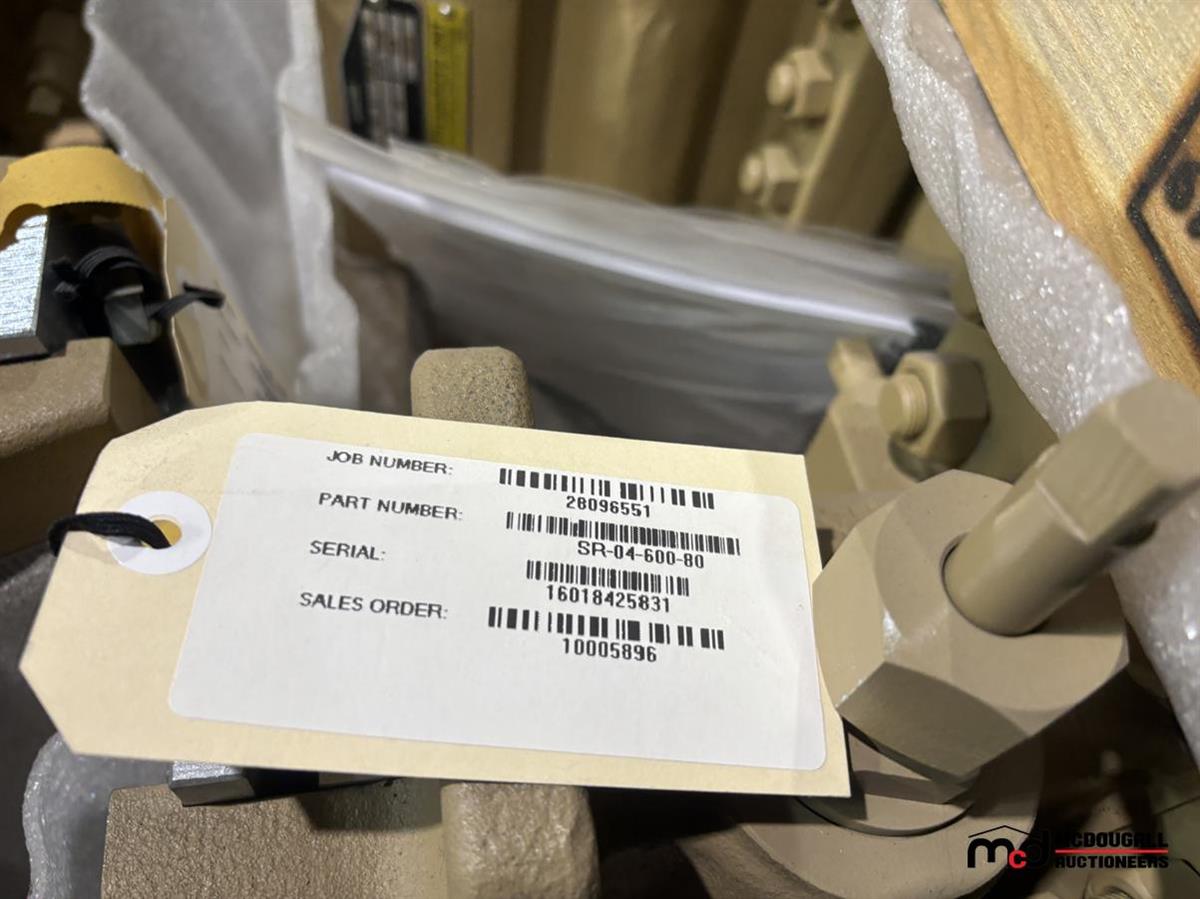 JOB NUMBER:
28096551
PART NUMBER:
SR-04-600-80
SERIAL:
16018425831
SALES ORDER:
10005896
mcd
MCDOUGALL
AUCTIONEERS